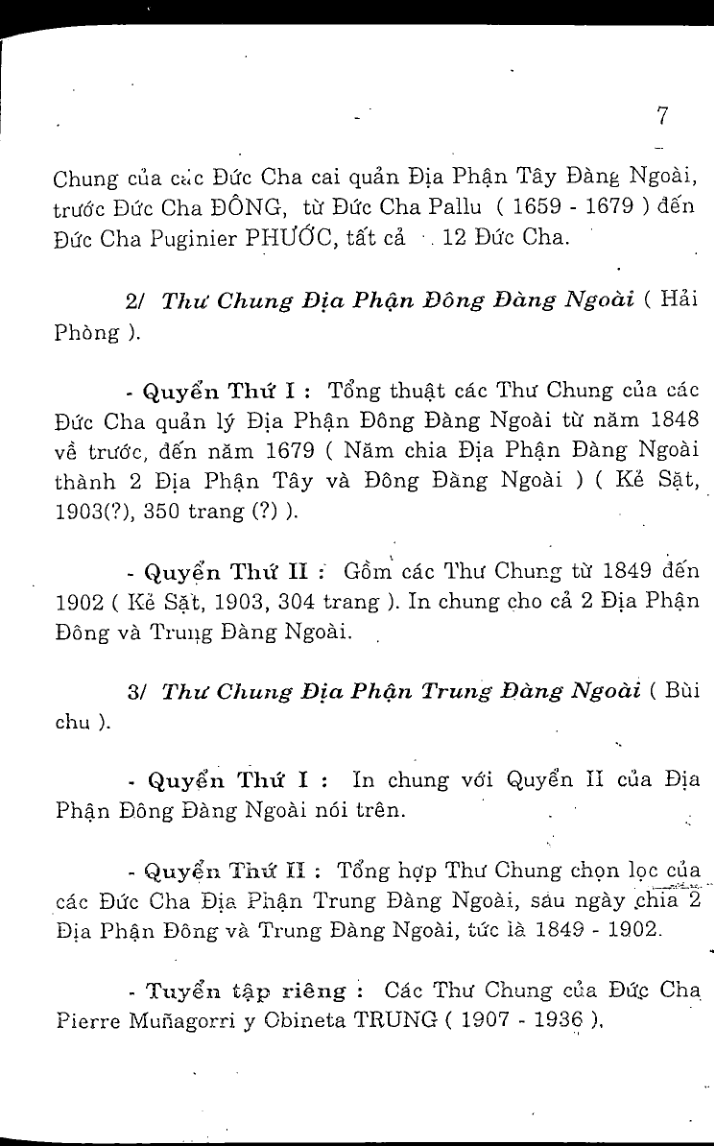 7
Chung của các Đức Cha cai quản Địa Phận Tây Đàng Ngoài,
trước Đức Cha ĐÔNG, từ Đức Cha Pallu ( 1659 - 1679 ) đến
Đức Cha Puginier PHƯỚC, tất cả 12 Đức Cha.
2/ Thư Chung Địa Phận Đông Đàng Ngoài ( Hải
Phòng ).
- Quyển Thứ I : Tổng thuật các Thư Chung của các
Đức Cha quản lý Địa Phận Đông Đàng Ngoài từ năm 1848
về trước, đến năm 1679 ( Năm chia Địa Phận Đàng Ngoài
thành 2 Địa Phận Tây và Đông Đàng Ngoài ) ( Kẻ Sặt,
1903(?), 350 trang (?) ).
- Quyển Thứ II : Gồm các Thư Chung từ 1849 đến
1902 ( Kẻ Sặt, 1903, 304 trang ). In chung cho cả 2 Địa Phận
Đông và Trung Đàng Ngoài.
3/ Thư Chung Địa Phận Trung Đàng Ngoài ( Bùi
chu ).
- Quyển Thứ I : In chung với Quyển II của Địa
Phận Đông Đàng Ngoài nói trên.
- Quyển Thứ II : Tổng hợp Thư Chung chọn lọc của
các Đức Cha Địa Phận Trung Đàng Ngoài, sáu ngày chia 2
Địa Phận Đông và Trung Đàng Ngoài, tức là 1849 - 1902.
- Tuyển tập riêng : Các Thư Chung của Đức Cha
Pierre Muñagorri y Obineta TRUNG ( 1907 - 1936 ).